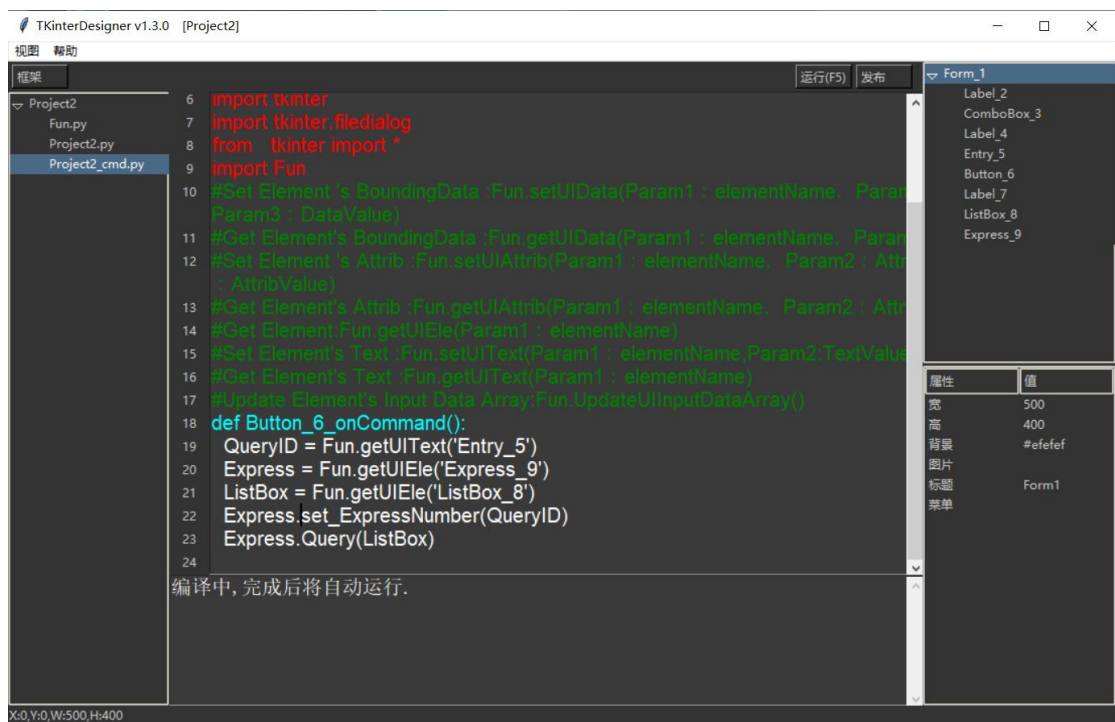 TKinterDesigner v1.3.0 [Project2]
视图 帮助
框架
运行(F5) 发布
Project2
Fun.py
Project2.py
Project2_cmd.py
6 import tkinter
7 import tkinter.filedialog
8 from tkinter import *
9 import Fun
10 #Set Element 's BoundingData :Fun.setUIData(Param1 : elementName, Param
Param3 : DataValue)
11 #Get Element's BoundingData :Fun.getUIData(Param1 : elementName, Param
12 #Set Element 's Attrib :Fun.setUIAttrib(Param1 : elementName, Param2 : Attr
: AttribValue)
13 #Get Element's Attrib :Fun.getUIAttrib(Param1 : elementName, Param2 : Attr
14 #Get Element:Fun.getUIEle(Param1 : elementName)
15 #Set Element's Text :Fun.setUIText(Param1 : elementName,Param2:TextValue
16 #Get Element's Text :Fun.getUIText(Param1 : elementName)
17 #Update Element's Input Data Array:Fun.UpdateUIInputDataArray()
18 def Button_6_onCommand():
19 QueryID = Fun.getUIText('Entry_5')
20 Express = Fun.getUIEle('Express_9')
21 ListBox = Fun.getUIEle('ListBox_8')
22 Express.set_ExpressNumber(QueryID)
23 Express.Query(ListBox)
24
编译中,完成后将自动运行.
Form_1
Label_2
ComboBox_3
Label_4
Entry_5
Button_6
Label_7
ListBox_8
Express_9
属性 值
宽 500
高 400
背景 #efefef
图片
标题 Form1
菜单
X:0,Y:0,W:500,H:400